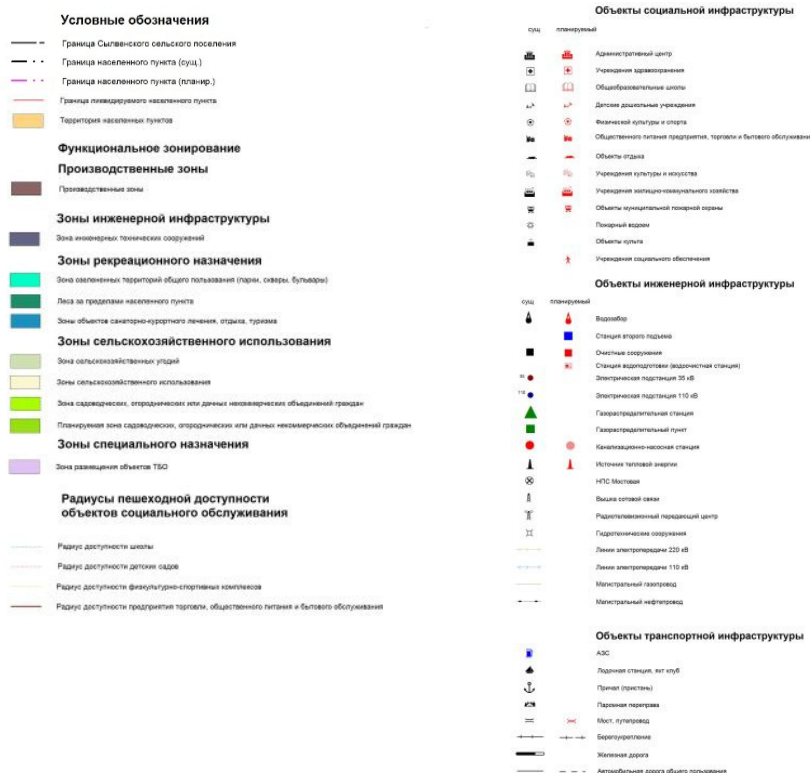 Условные обозначения
Граница Сылвенского сельского поселения
Граница населенного пункта (сущ.)
Граница населенного пункта (планир.)
Граница ликвидируемого населенного пункта
Территория населенных пунктов
Функциональное зонирование
Производственные зоны
Производственные зоны
Зоны инженерной инфраструктуры
Зона инженерных технических сооружений
Зоны рекреационного назначения
Зона озелененных территорий общего пользования (парки, скверы, бульвары)
Леса за пределами населенного пункта
Зоны объектов санаторно-курортного лечения, отдыха, туризма
Зоны сельскохозяйственного использования
Зона сельскохозяйственных угодий
Зоны сельскохозяйственного использования
Зона садоводческих, огороднических или дачных некоммерческих объединений граждан
Планируемая зона садоводческих, огороднических или дачных некоммерческих объединений граждан
Зоны специального назначения
Зона размещения объектов ТБО
Радиусы пешеходной доступности
объектов социального обслуживания
Радиус доступности школы
Радиус доступности детских садов
Радиус доступности физкультурно-спортивных комплексов
Радиус доступности предприятия торговли, общественного питания и бытового обслуживания
Объекты социальной инфраструктуры
сущ планируемый
Административный центр
Учреждения здравоохранения
Общеобразовательные школы
Детские дошкольные учреждения
Физической культуры и спорта
Общественного питания предприятия, торговли и бытового обслуживани
Объекты отдыха
Учреждения культуры и искусства
Учреждения жилищно-коммунального хозяйства
Объекты муниципальной пожарной охраны
Пожарный водоем
Объекты культа
Учреждения социального обеспечения
Объекты инженерной инфраструктуры
сущ планируемый
Водозабор
Станция второго подъема
Очистные сооружения
Станция водоподготовки (водоочистная станция)
35 Электрическая подстанция 35 кВ
110 Электрическая подстанция 110 кВ
Газораспределительная станция
Газораспределительный пункт
Канализационно-насосная станция
Источник тепловой энергии
НПС Мостовая
Вышка сотовой связи
Радиотелевизионный передающий центр
Гидротехнические сооружения
Линии электропередачи 220 кВ
Линии электропередачи 110 кВ
Магистральный газопровод
Магистральный нефтепровод
Объекты транспортной инфраструктуры
АЗС
Лодочная станция, яхт клуб
Причал (пристань)
Паромная переправа
Мост, путепровод
Берегоукрепление
Железная дорога
Автомобильная дорога общего пользования